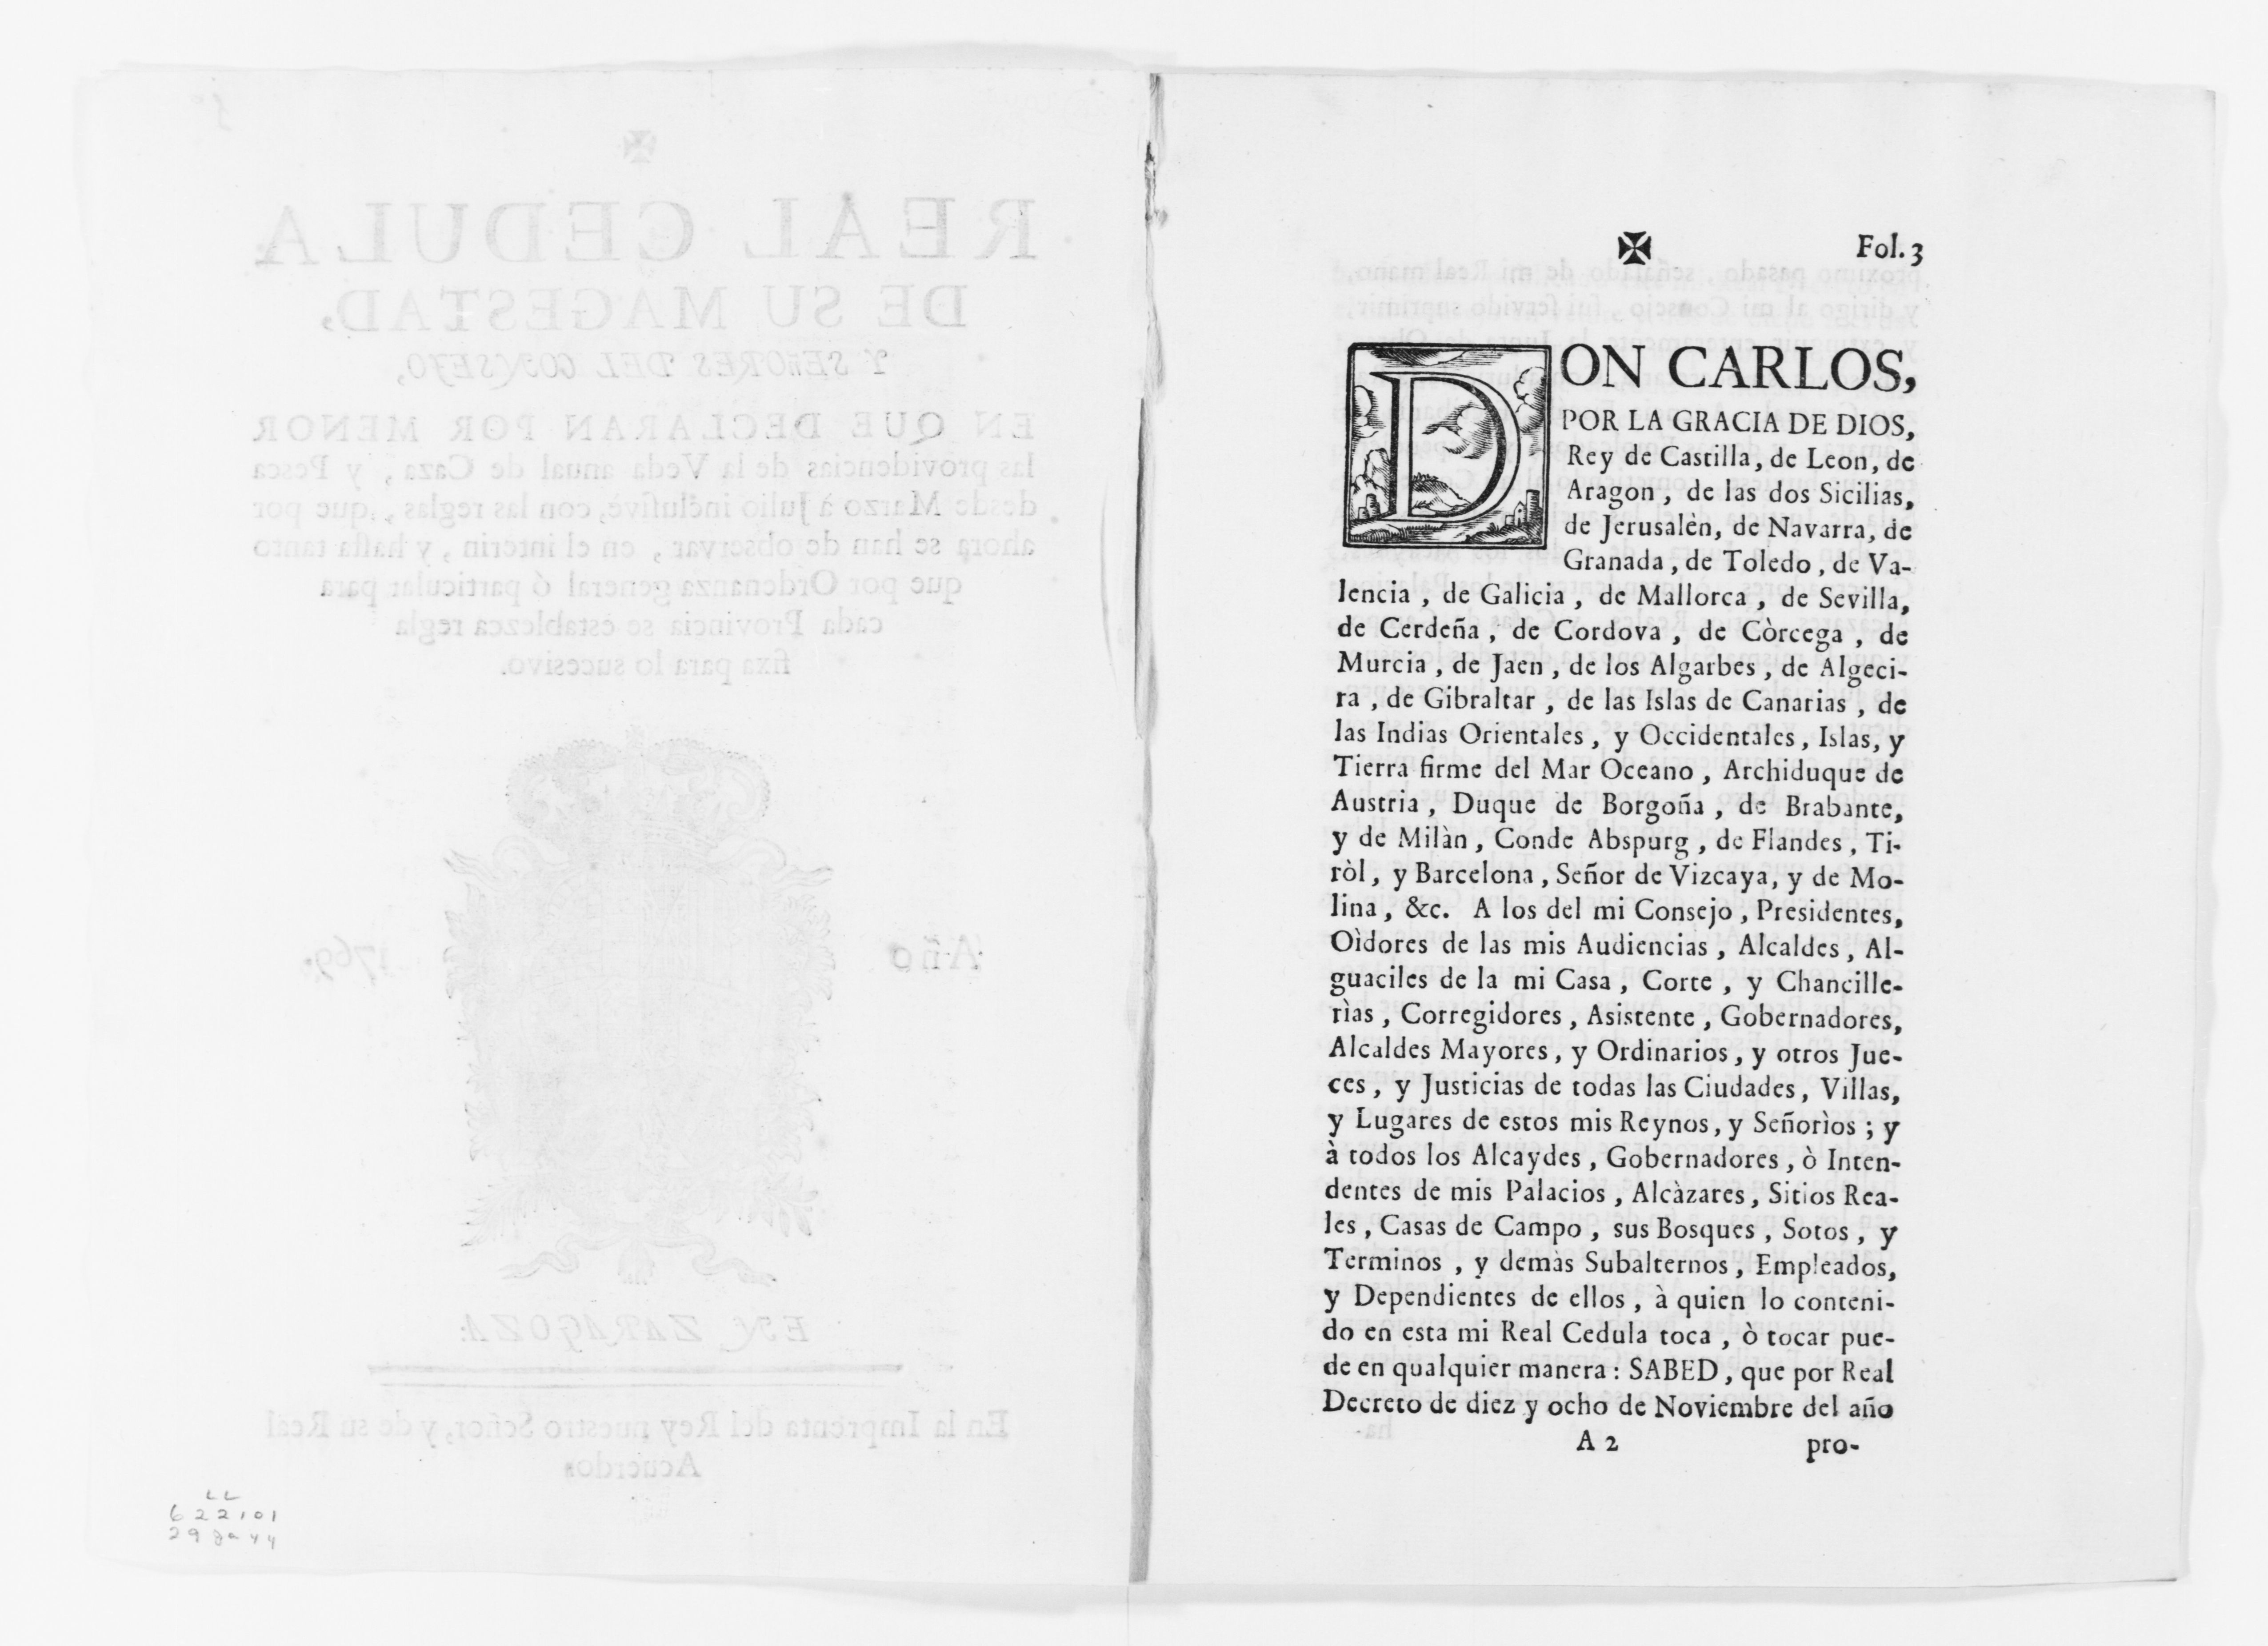 REAL CEDULA
DE SU MAGESTAD,
Y SEÑORES DEL CONSEJO,
EN QUE DECLARAN POR MENOR
las providencias de la Veda anual de Caza, y Pesca
desde Marzo à Julio inclusivè, con las reglas, que por
ahora se han de observar, en el interin, y hasta tanto
que por Ordenanza general ó particular para
cada Provincia se establezca regla
fixa para lo sucesivo.
Año 1769.
EN ZARAGOZA:
En la Imprenta del Rey nuestro Señor, y de su Real
Acuerdo
LL
622101
29 Ja 44
Fol. 3
DON CARLOS,
POR LA GRACIA DE DIOS,
Rey de Castilla, de Leon, de
Aragon, de las dos Sicilias,
de Jerusalèn, de Navarra, de
Granada, de Toledo, de Va-
lencia, de Galicia, de Mallorca, de Sevilla,
de Cerdeña, de Cordova, de Còrcega, de
Murcia, de Jaen, de los Algarbes, de Algeci-
ra, de Gibraltar, de las Islas de Canarias, de
las Indias Orientales, y Occidentales, Islas, y
Tierra firme del Mar Oceano, Archiduque de
Austria, Duque de Borgoña, de Brabante,
y de Milàn, Conde Abspurg, de Flandes, Ti-
ròl, y Barcelona, Señor de Vizcaya, y de Mo-
lina, &c. A los del mi Consejo, Presidentes,
Oìdores de las mis Audiencias, Alcaldes, Al-
guaciles de la mi Casa, Corte, y Chancille-
rìas, Corregidores, Asistente, Gobernadores,
Alcaldes Mayores, y Ordinarios, y otros Jue-
ces, y Justicias de todas las Ciudades, Villas,
y Lugares de estos mis Reynos, y Señorìos; y
à todos los Alcaydes, Gobernadores, ò Inten-
dentes de mis Palacios, Alcàzares, Sitios Rea-
les, Casas de Campo, sus Bosques, Sotos, y
Terminos, y demàs Subalternos, Empleados,
y Dependientes de ellos, à quien lo conteni-
do en esta mi Real Cedula toca, ò tocar pue-
de en qualquier manera: SABED, que por Real
Decreto de diez y ocho de Noviembre del año
A 2 pro-